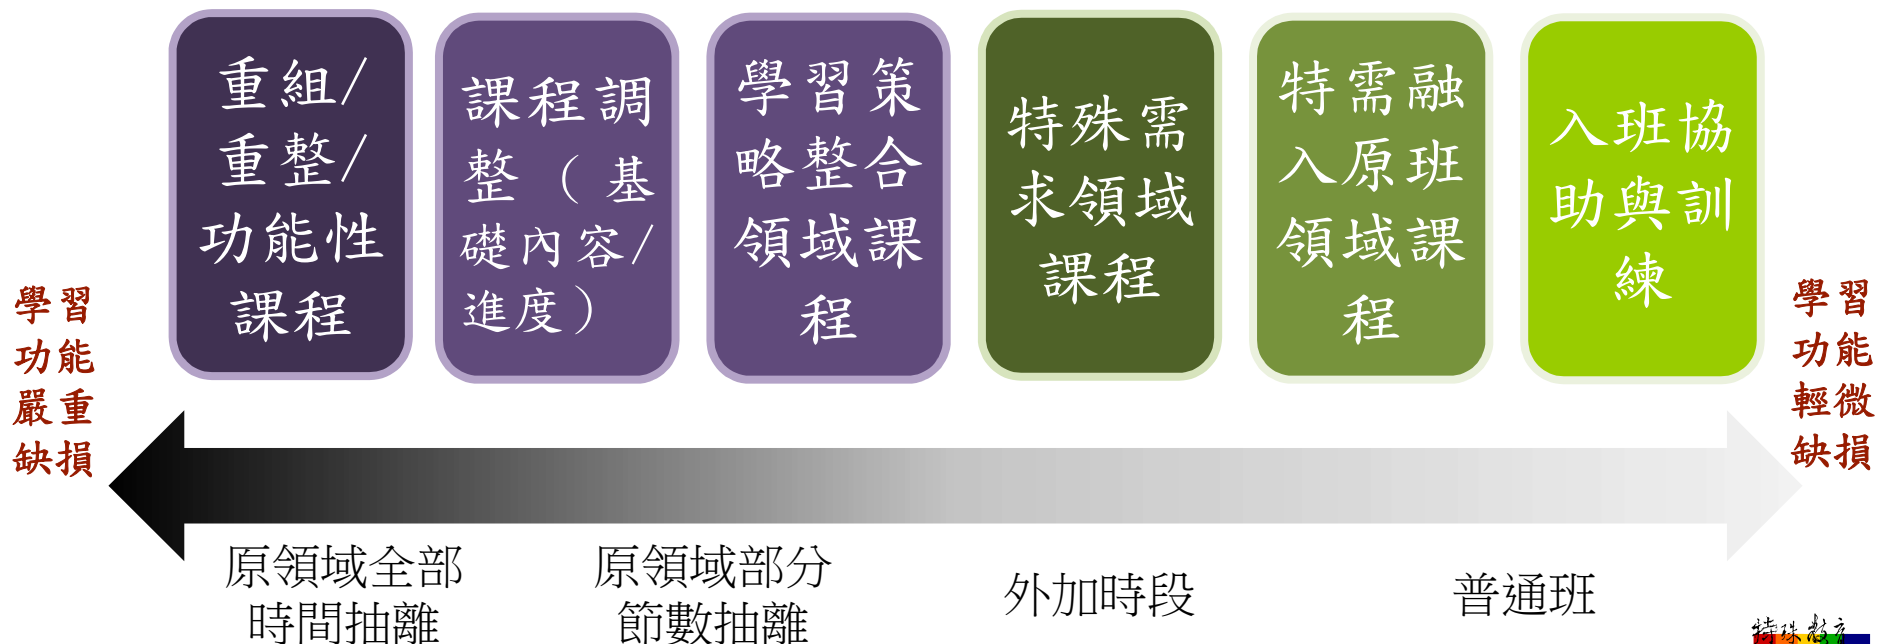 重組/
重整/
功能性
課程
課程調
整（基
礎內容/
進度）
學習策
略整合
領域課
程
特殊需
求領域
課程
特需融
入原班
領域課
程
入班協
助與訓
練
學習
功能
嚴重
缺損
學習
功能
輕微
缺損
原領域全部
時間抽離
原領域部分
節數抽離
外加時段
普通班
特殊教育